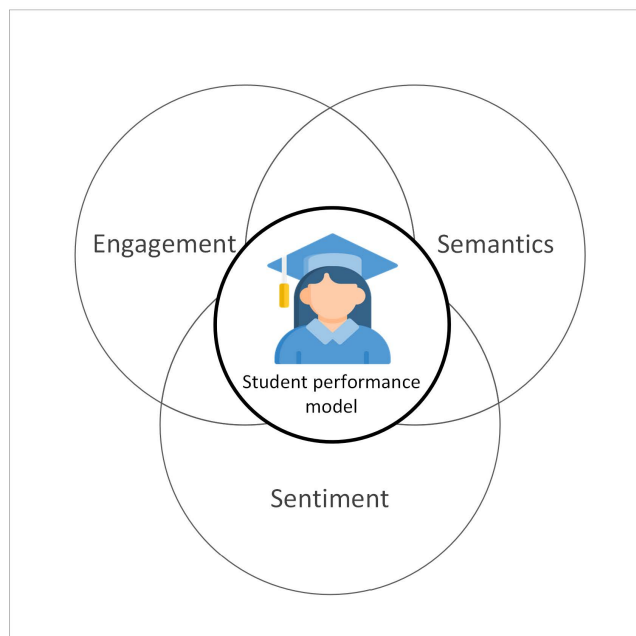 Engagement
Semantics
Student performance
model
Sentiment